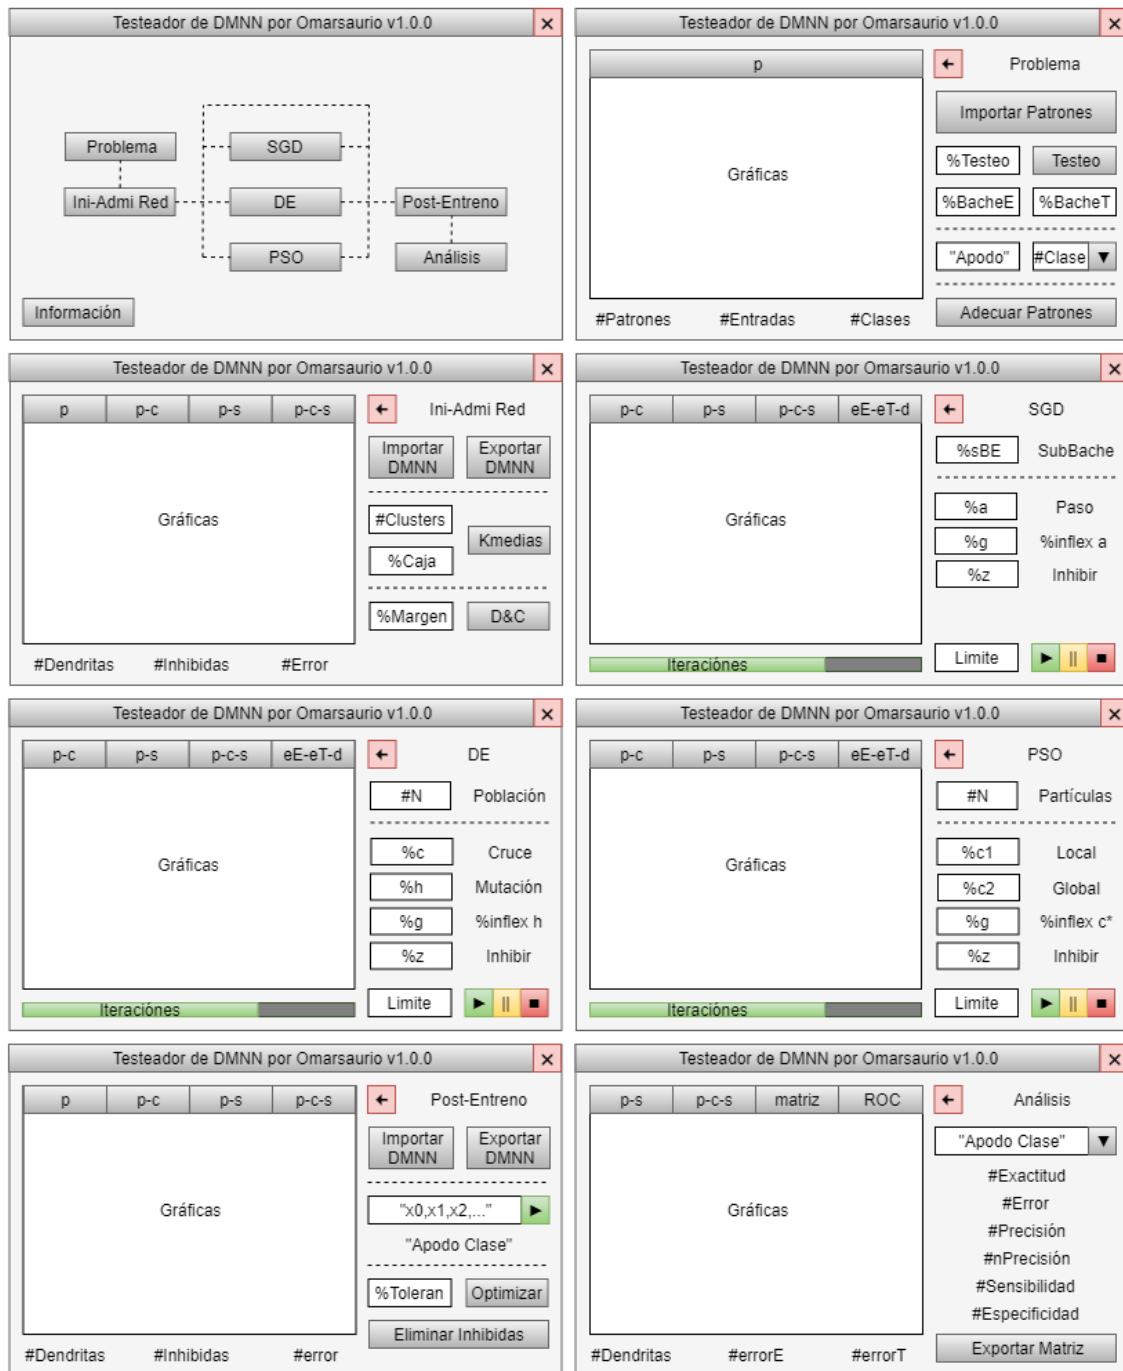 Testeador de DMNN por Omarsaurio v1.0.0
Problema
SGD
Ini-Admi Red
DE
Post-Entreno
PSO
Análisis
Información
Testeador de DMNN por Omarsaurio v1.0.0
p
Problema
Importar Patrones
Gráficas
%Testeo
Testeo
%BacheE
%BacheT
"Apodo"
#Clase
Adecuar Patrones
#Patrones
#Entradas
#Clases
Testeador de DMNN por Omarsaurio v1.0.0
p
p-c
p-s
p-c-s
Ini-Admi Red
Importar
DMNN
Exportar
DMNN
Gráficas
#Clusters
%Caja
Kmedias
%Margen
D&C
#Dendritas
#Inhibidas
#Error
Testeador de DMNN por Omarsaurio v1.0.0
p-c
p-s
p-c-s
eE-eT-d
SGD
%sBE
SubBache
Gráficas
%a
Paso
%g
%inflex a
%z
Inhibir
Iteraciónes
Limite
Testeador de DMNN por Omarsaurio v1.0.0
p-c
p-s
p-c-s
eE-eT-d
DE
#N
Población
Gráficas
%c
Cruce
%h
Mutación
%g
%inflex h
%z
Inhibir
Iteraciónes
Limite
Testeador de DMNN por Omarsaurio v1.0.0
p-c
p-s
p-c-s
eE-eT-d
PSO
#N
Partículas
Gráficas
%c1
Local
%c2
Global
%g
%inflex c*
%z
Inhibir
Iteraciónes
Limite
Testeador de DMNN por Omarsaurio v1.0.0
p
p-c
p-s
p-c-s
Post-Entreno
Importar
DMNN
Exportar
DMNN
Gráficas
"x0,x1,x2,..."
"Apodo Clase"
%Toleran
Optimizar
Eliminar Inhibidas
#Dendritas
#Inhibidas
#error
Testeador de DMNN por Omarsaurio v1.0.0
p-s
p-c-s
matriz
ROC
Análisis
"Apodo Clase"
Gráficas
#Exactitud
#Error
#Precisión
#nPrecisión
#Sensibilidad
#Especificidad
Exportar Matriz
#Dendritas
#errorE
#errorT